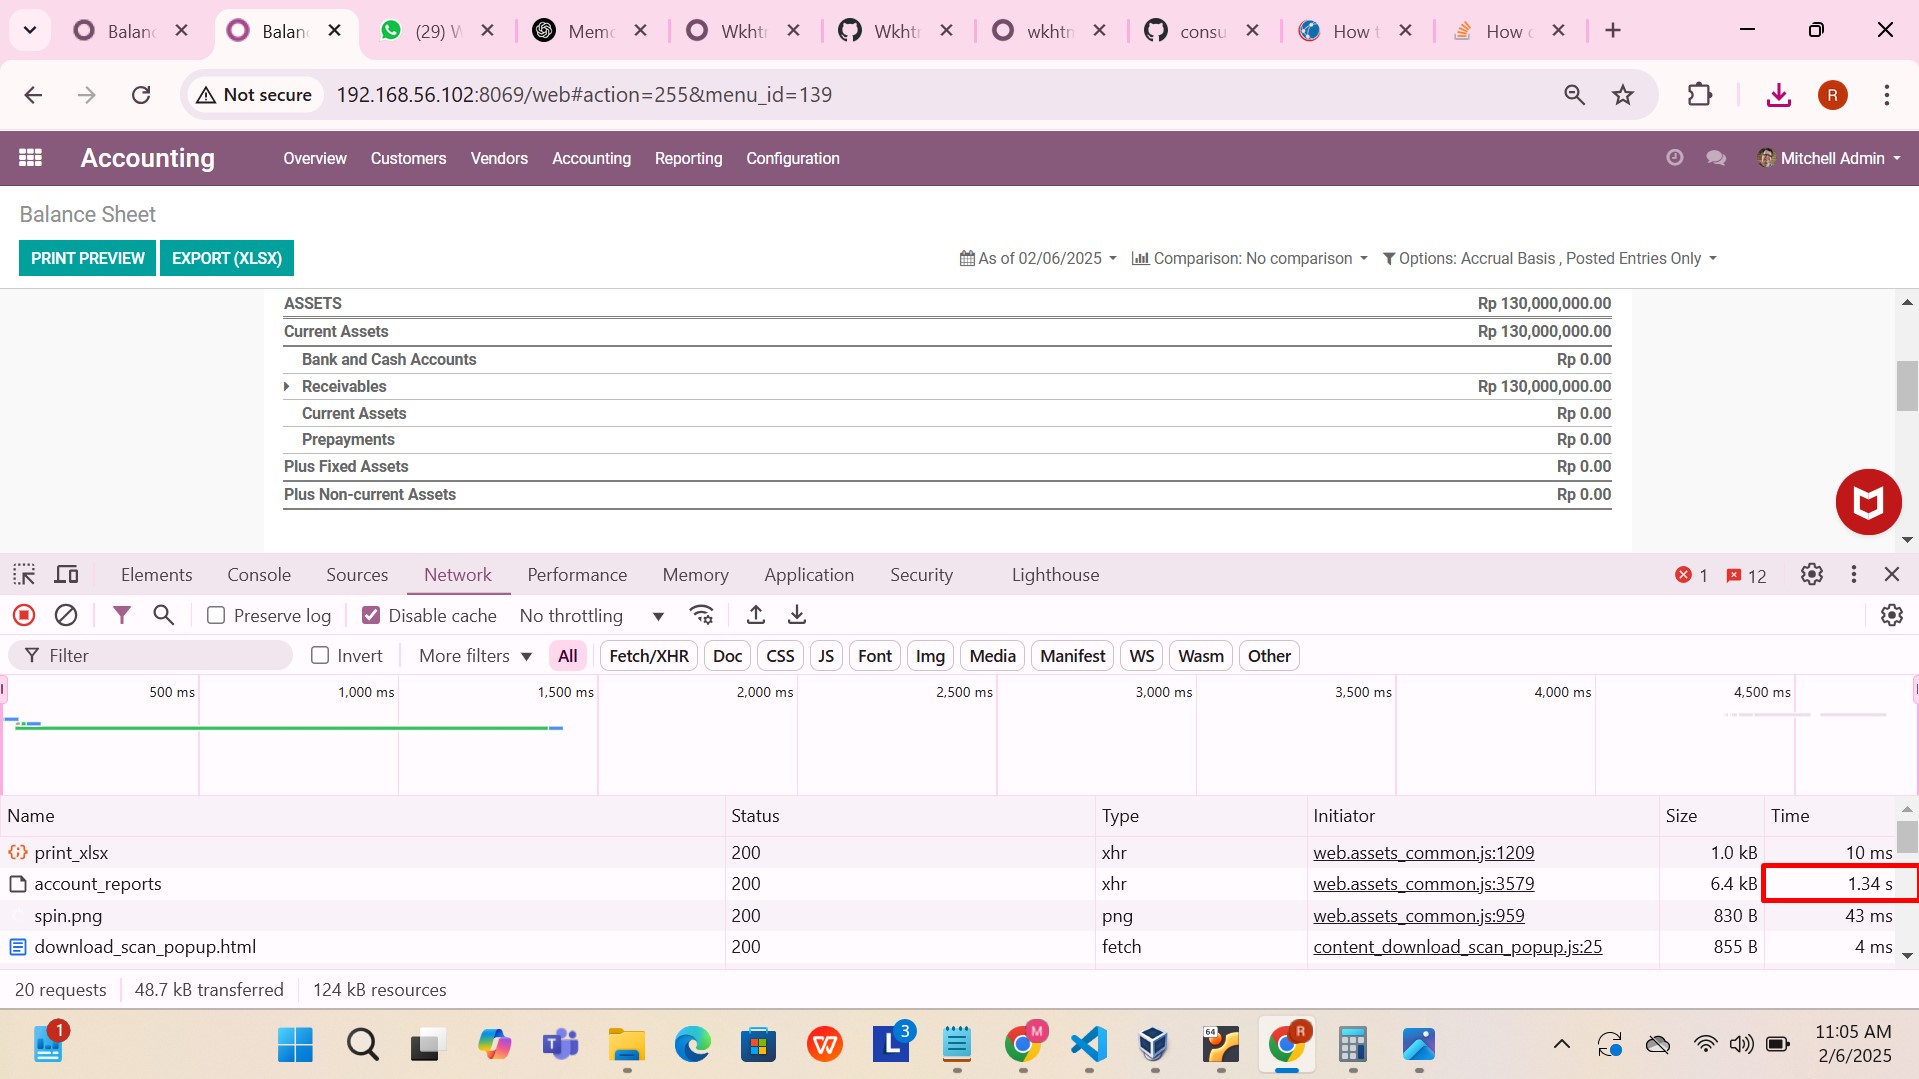 Balanc
Balanc
(29) W
Memo
Wkhtm
Wkhtm
wkhtm
consu
How t
How c
Not secure
192.168.56.102:8069/web#action=255&menu_id=139
R
Accounting
Overview
Customers
Vendors
Accounting
Reporting
Configuration
Mitchell Admin
Balance Sheet
PRINT PREVIEW
EXPORT (XLSX)
As of 02/06/2025
Comparison: No comparison
Options: Accrual Basis , Posted Entries Only
ASSETS Rp 130,000,000.00
Current Assets Rp 130,000,000.00
Bank and Cash Accounts Rp 0.00
Receivables Rp 130,000,000.00
Current Assets Rp 0.00
Prepayments Rp 0.00
Plus Fixed Assets Rp 0.00
Plus Non-current Assets Rp 0.00
Elements Console Sources Network Performance Memory Application Security Lighthouse 1 12
Preserve log Disable cache No throttling
Filter Invert More filters All Fetch/XHR Doc CSS JS Font Img Media Manifest WS Wasm Other
500 ms 1,000 ms 1,500 ms 2,000 ms 2,500 ms 3,000 ms 3,500 ms 4,000 ms 4,500 ms
Name Status Type Initiator Size Time
print_xlsx 200 xhr web.assets_common.js:1209 1.0 kB 10 ms
account_reports 200 xhr web.assets_common.js:3579 6.4 kB 1.34 s
spin.png 200 png web.assets_common.js:959 830 B 43 ms
download_scan_popup.html 200 fetch content_download_scan_popup.js:25 855 B 4 ms
20 requests 48.7 kB transferred 124 kB resources
1
3
M
64
R
11:05 AM
2/6/2025